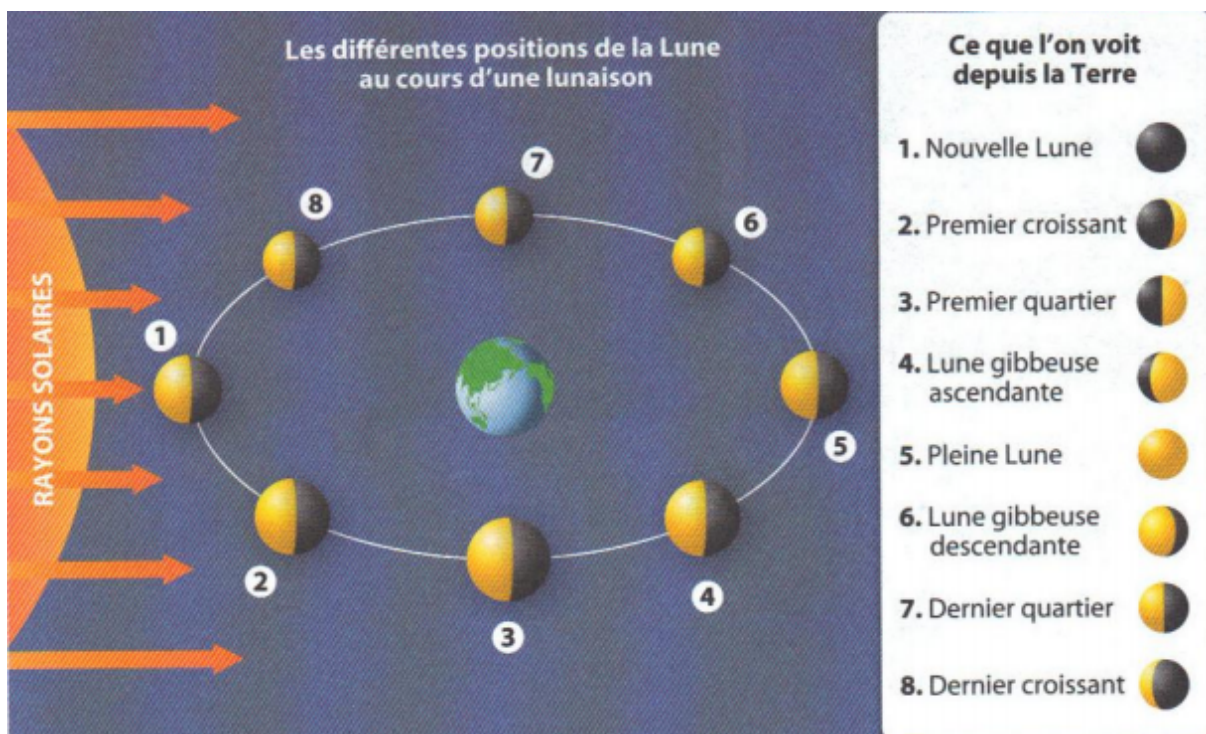 Les différentes positions de la Lune
au cours d'une lunaison
RAYONS SOLAIRES
1
2
3
4
5
6
7
8
Ce que l'on voit
depuis la Terre
1. Nouvelle Lune
2. Premier croissant
3. Premier quartier
4. Lune gibbeuse
ascendante
5. Pleine Lune
6. Lune gibbeuse
descendante
7. Dernier quartier
8. Dernier croissant